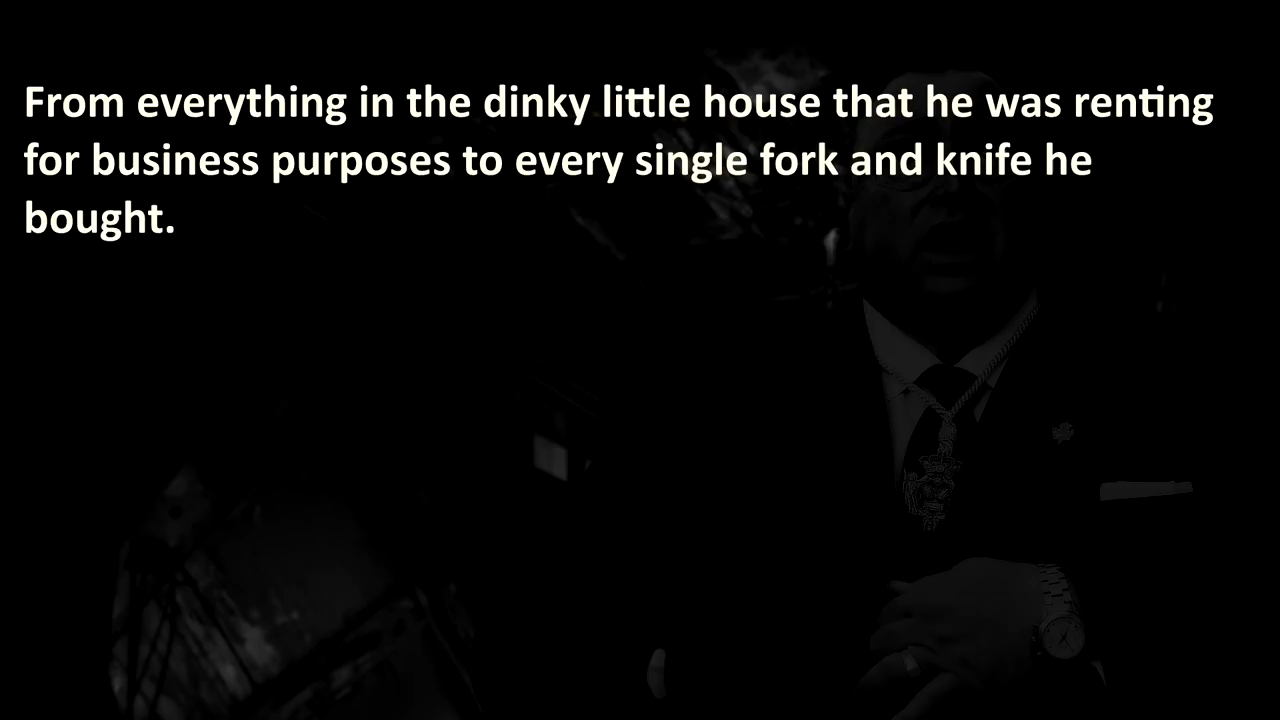 From everything in the dinky little house that he was renting
for business purposes to every single fork and knife he
bought.